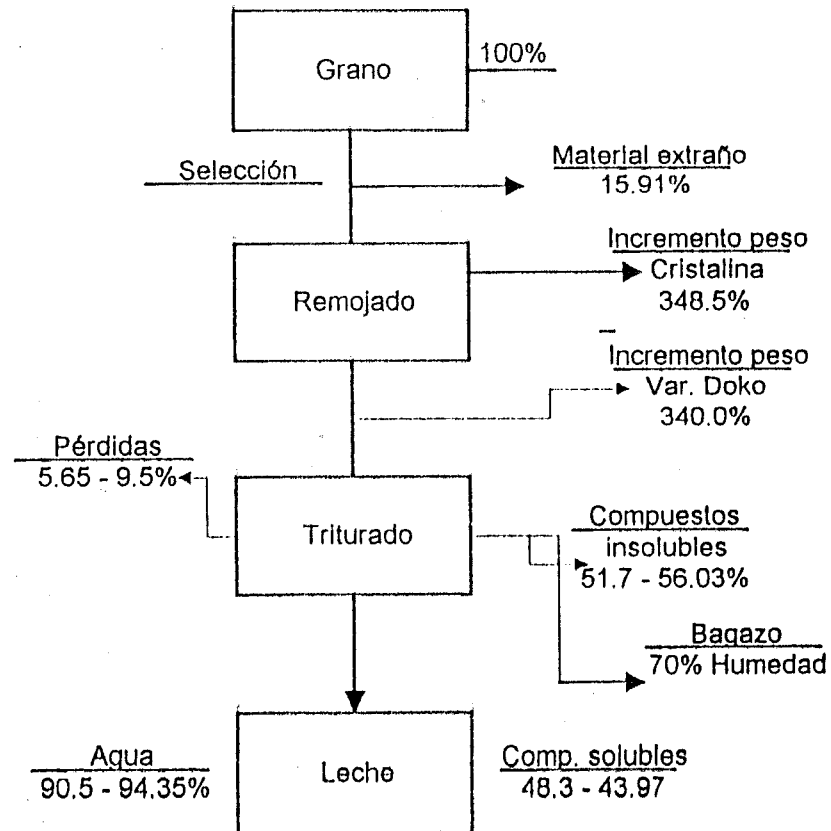 Grano
100%
Selección
Material extraño
15.91%
Remojado
Incremento peso
Cristalina
348.5%
Incremento peso
Var. Doko
340.0%
Pérdidas
5.65 - 9.5%
Triturado
Compuestos
insolubles
51.7 - 56.03%
Bagazo
70% Humedad
Agua
90.5 - 94.35%
Leche
Comp. solubles
48.3 - 43.97